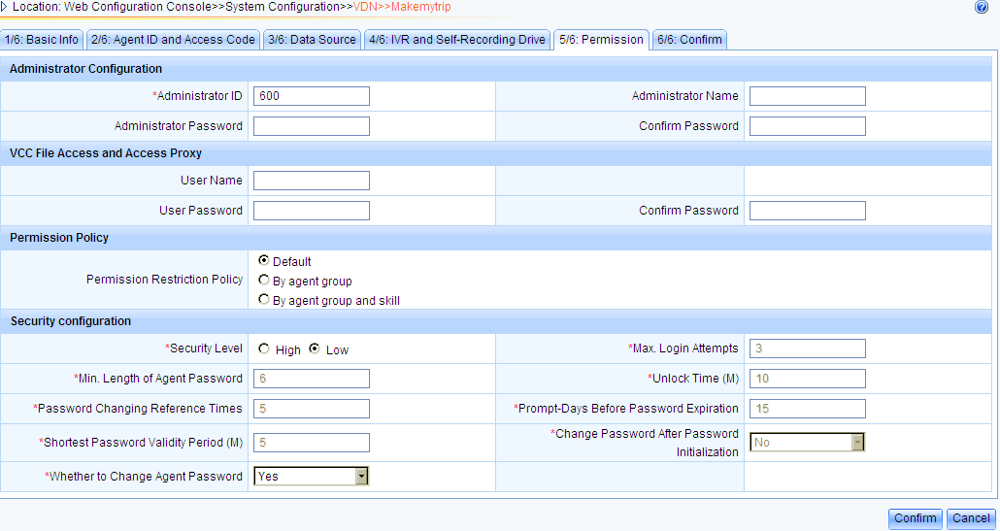 Location: Web Configuration Console>>System Configuration>>VDN>>Makemytrip
?
1/6: Basic Info 2/6: Agent ID and Access Code 3/6: Data Source 4/6: IVR and Self-Recording Drive 5/6: Permission 6/6: Confirm
Administrator Configuration
*Administrator ID 600 Administrator Name
Administrator Password Confirm Password
VCC File Access and Access Proxy
User Name
User Password Confirm Password
Permission Policy
Permission Restriction Policy
Default
By agent group
By agent group and skill
Security configuration
*Security Level High Low *Max. Login Attempts 3
*Min. Length of Agent Password 6 *Unlock Time (M) 10
*Password Changing Reference Times 5 *Prompt-Days Before Password Expiration 15
*Shortest Password Validity Period (M) 5
*Change Password After Password
Initialization
No
*Whether to Change Agent Password Yes
Confirm Cancel